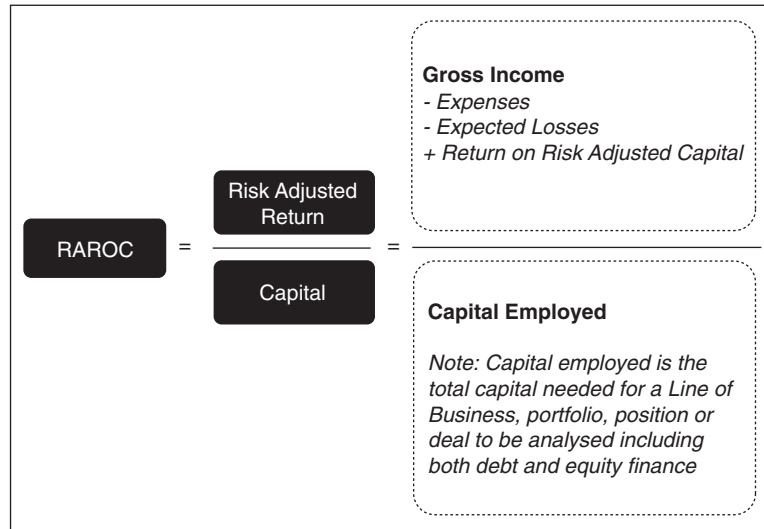 RAROC
=
Risk Adjusted
Return
Capital
=
Gross Income
- Expenses
- Expected Losses
+ Return on Risk Adjusted Capital
Capital Employed
Note: Capital employed is the
total capital needed for a Line of
Business, portfolio, position or
deal to be analysed including
both debt and equity finance